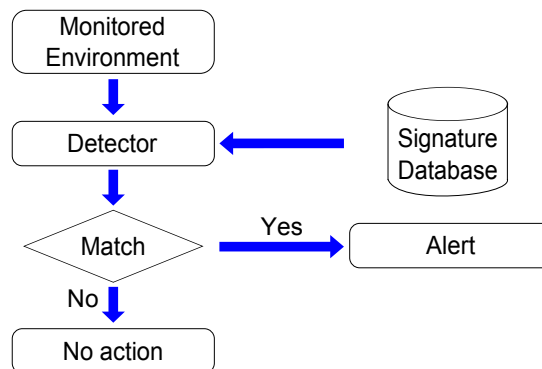 Monitored
Environment
Detector
Signature
Database
Match
Yes
Alert
No
No action